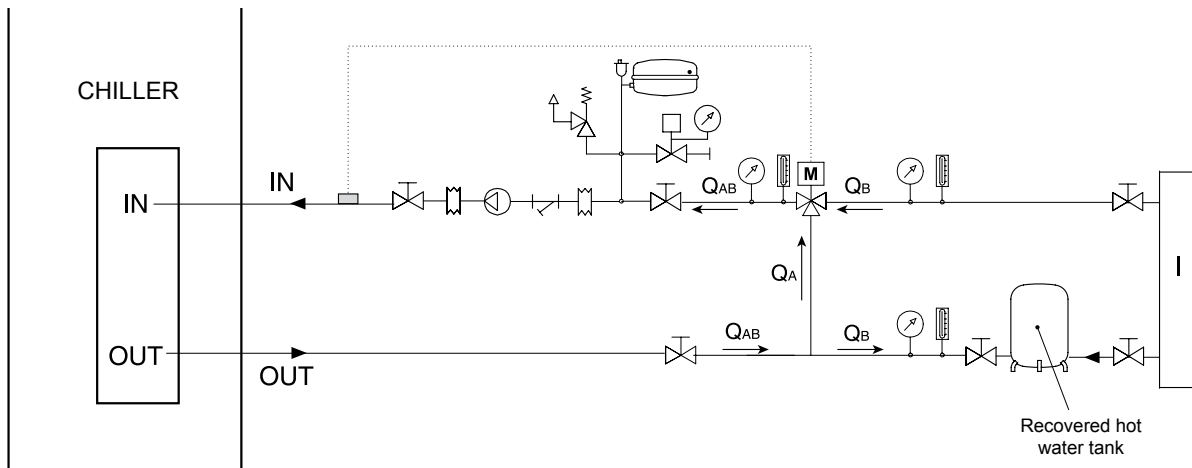 CHILLER
IN
IN
M
QAB
QB
QA
I
OUT
OUT
QAB
QB
Recovered hot
water tank